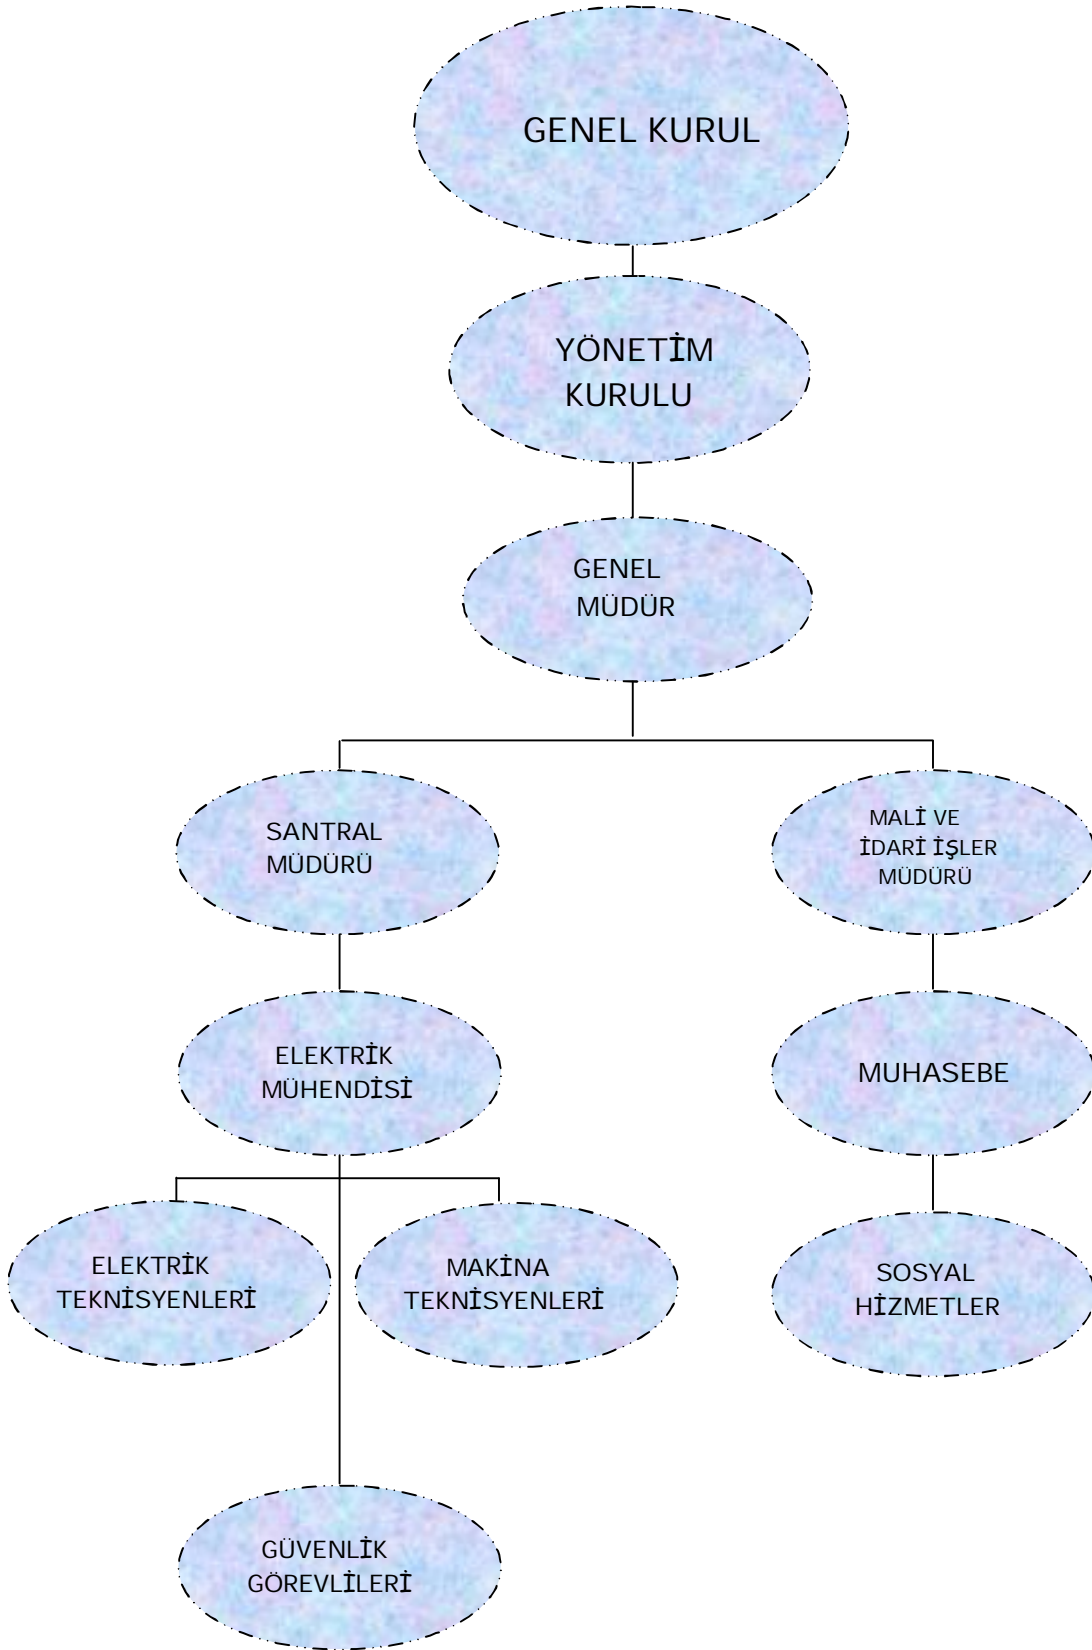 GENEL KURUL
YÖNETİM
KURULU
GENEL
MÜDÜR
SANTRAL
MÜDÜRÜ
MALİ VE
İDARİ İŞLER
MÜDÜRÜ
ELEKTRİK
MÜHENDİSİ
MUHASEBE
ELEKTRİK
TEKNİSYENLERİ
MAKİNA
TEKNİSYENLERİ
SOSYAL
HİZMETLER
GÜVENLİK
GÖREVLİLERİ